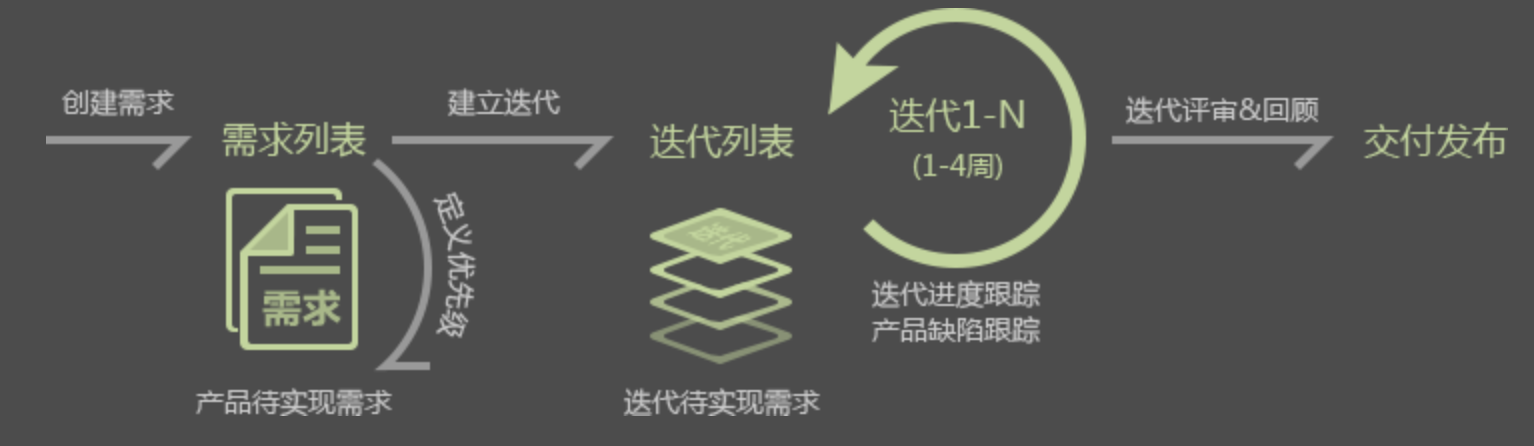 创建需求
需求列表
定义优先级
需求
产品待实现需求
建立迭代
迭代列表
迭代
迭代待实现需求
迭代1-N
(1-4周)
迭代进度跟踪
产品缺陷跟踪
迭代评审&回顾
交付发布